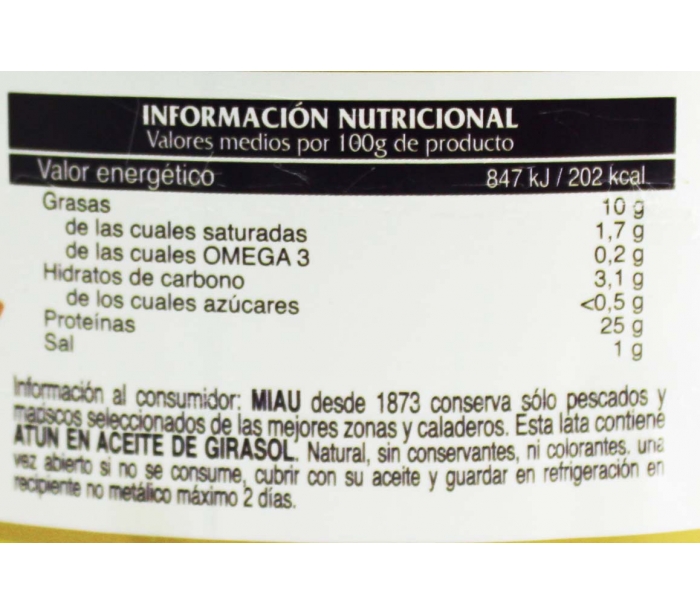 INFORMACIÓN NUTRICIONAL
Valores medios por 100g de producto
Valor energético 847 kJ / 202 kcal
Grasas 10 g
de las cuales saturadas 1,7 g
de las cuales OMEGA 3 0,2 g
Hidratos de carbono 3,1 g
de los cuales azúcares <0,5 g
Proteínas 25 g
Sal 1 g
Información al consumidor: MIAU desde 1873 conserva sólo pescados y
mariscos seleccionados de las mejores zonas y caladeros. Esta lata contiene
ATÚN EN ACEITE DE GIRASOL. Natural, sin conservantes, ni colorantes. una
vez abierto si no se consume, cubrir con su aceite y guardar en refrigeración en
recipiente no metálico máximo 2 días.